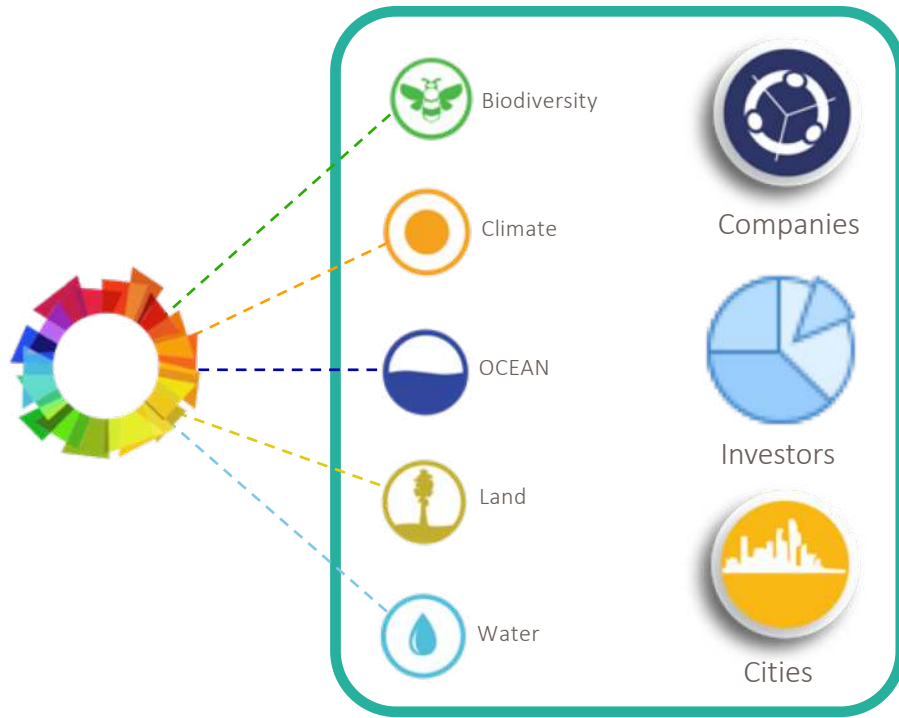 Biodiversity
Climate
OCEAN
Land
Water
Companies
Investors
Cities